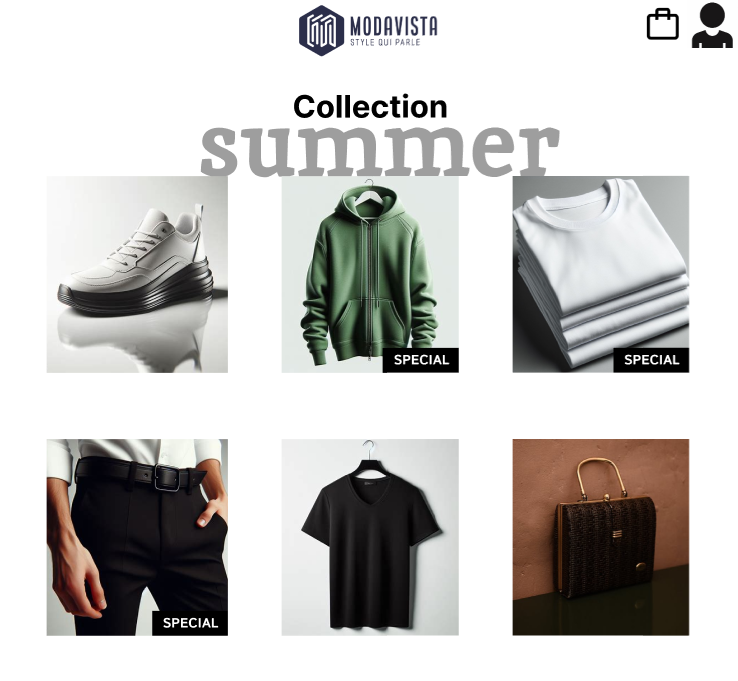 MODAVISTA
STYLE QUI PARLE
Collection
summer
SPECIAL
SPECIAL
SPECIAL